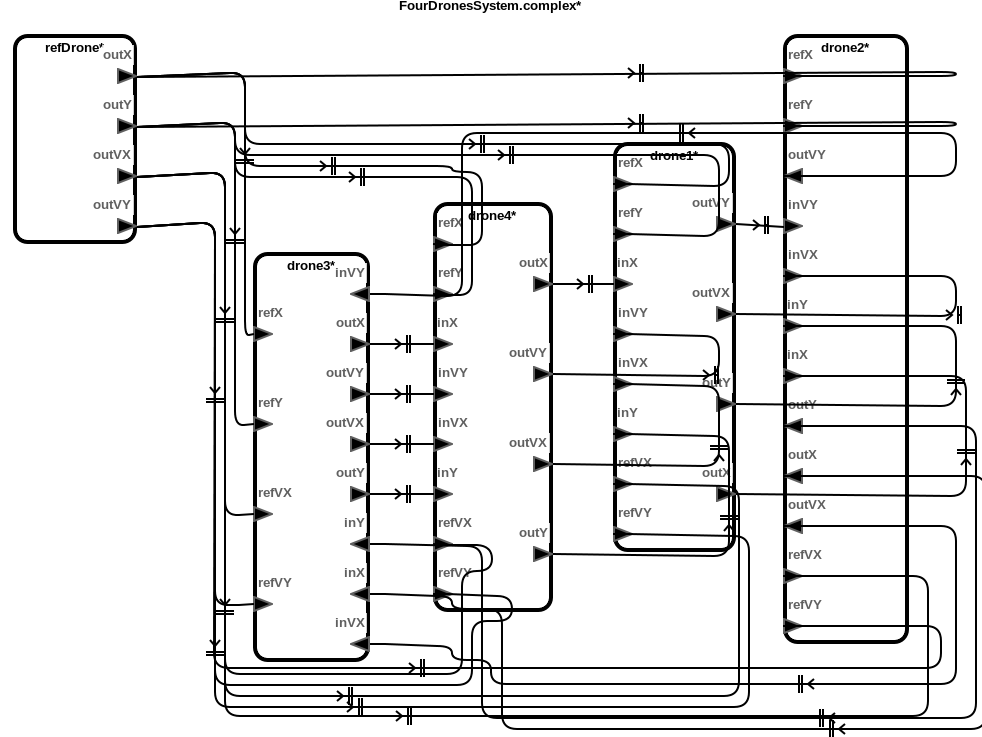 FourDronesSystem.complex*
refDrone*
outX
outY
outVX
outVY
drone3*
inVY
outX
refX
outVY
refY
outVX
outY
refVX
inY
inX
refVY
inVX
drone4*
refX
outX
refY
inX
outVY
inVY
inVX
outVX
inY
refVX
outY
refVY
drone1*
refX
outVY
refY
inX
outVX
inVY
inVX
outY
inY
refVX
outX
refVY
drone2*
refX
refY
outVY
inVY
inVX
inY
inX
outY
outX
outVX
refVX
refVY